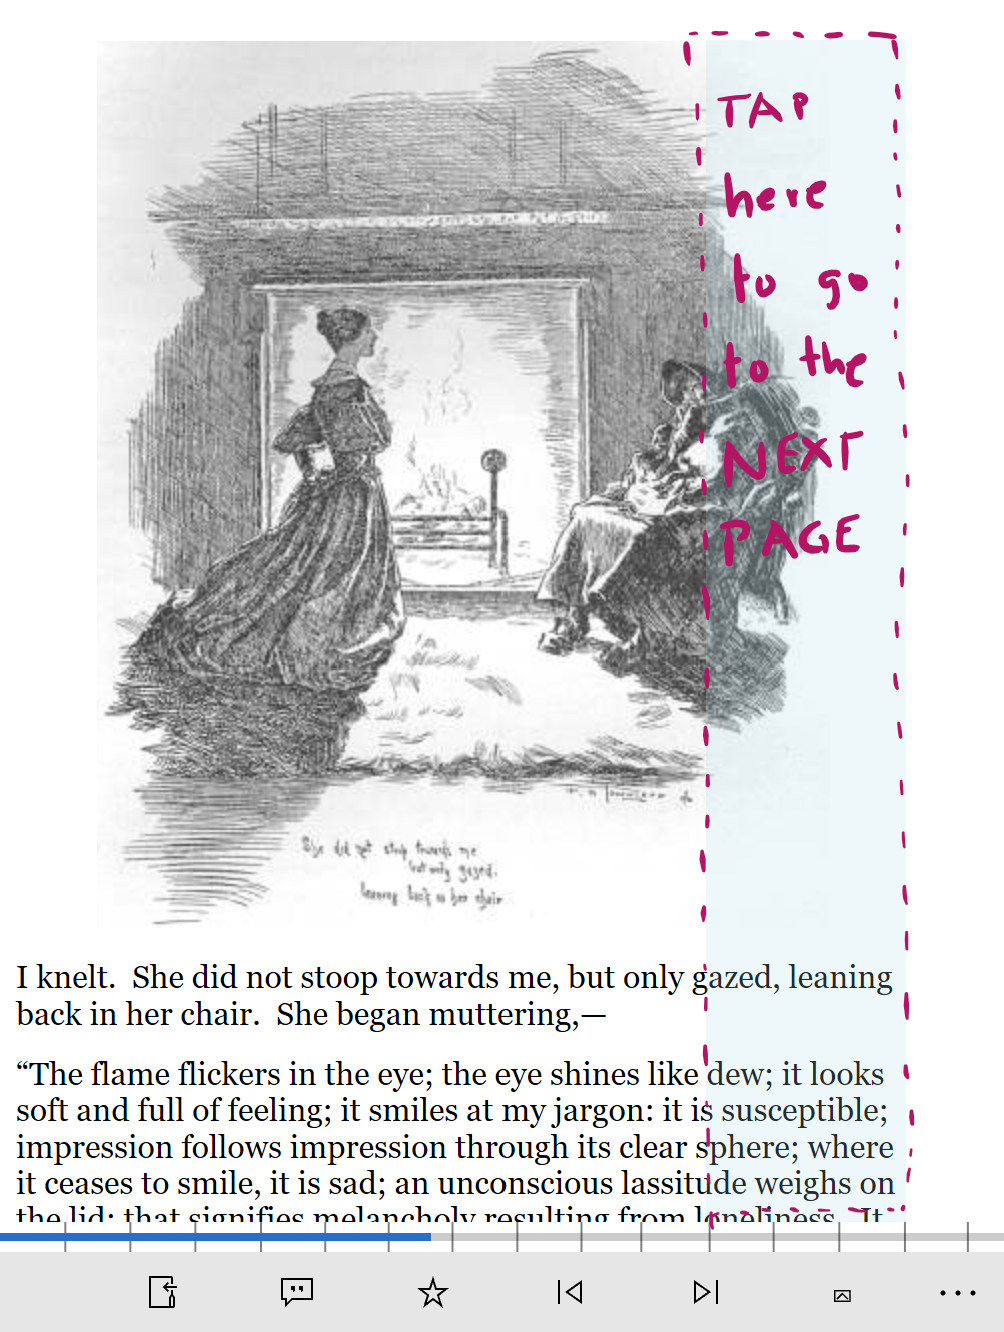 TAP
here
to go
to the
NEXT
PAGE
She did not stoop towards me
but only gazed.
leaning back in her chair
I knelt.  She did not stoop towards me, but only gazed, leaning
back in her chair.  She began muttering,—
“The flame flickers in the eye; the eye shines like dew; it looks
soft and full of feeling; it smiles at my jargon: it is susceptible;
impression follows impression through its clear sphere; where
it ceases to smile, it is sad; an unconscious lassitude weighs on
the lid: that signifies melancholy resulting from loneliness.  It